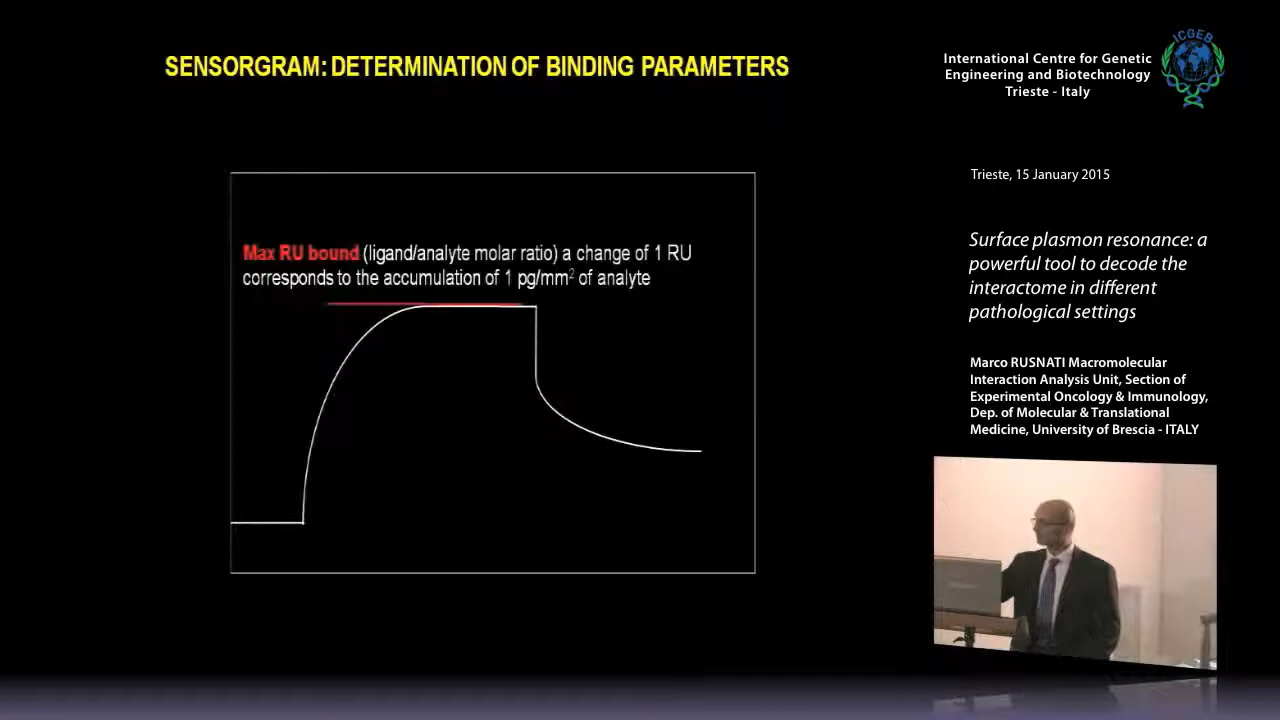 SENSORGRAM: DETERMINATION OF BINDING PARAMETERS
Max RU bound (ligand/analyte molar ratio) a change of 1 RU
corresponds to the accumulation of 1 pg/mm² of analyte
International Centre for Genetic
Engineering and Biotechnology
Trieste - Italy
ICGEB
Trieste, 15 January 2015
Surface plasmon resonance: a
powerful tool to decode the
interactome in different
pathological settings
Marco RUSNATI Macromolecular
Interaction Analysis Unit, Section of
Experimental Oncology & Immunology,
Dep. of Molecular & Translational
Medicine, University of Brescia - ITALY